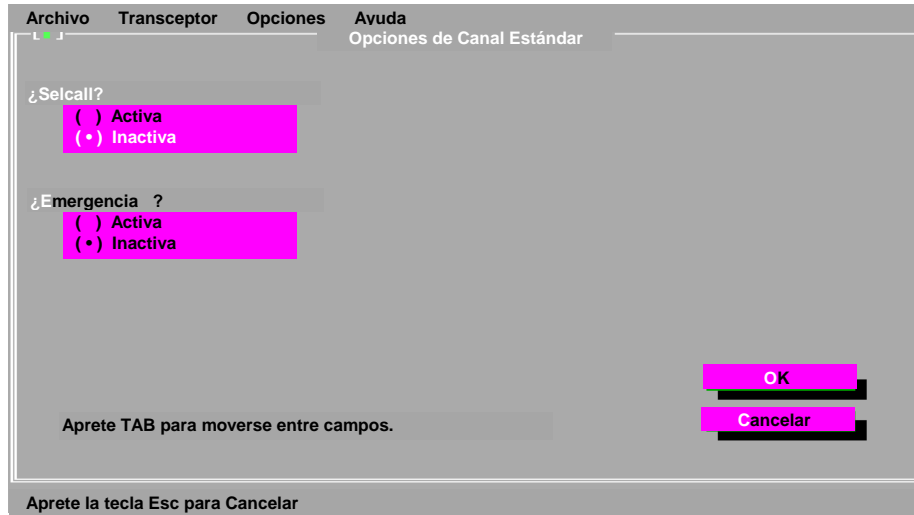 Archivo Transceptor Opciones Ayuda
[▪]
Opciones de Canal Estándar
¿Selcall?
( ) Activa
(•) Inactiva
¿Emergencia ?
( ) Activa
(•) Inactiva
OK
Cancelar
Aprete TAB para moverse entre campos.
Aprete la tecla Esc para Cancelar